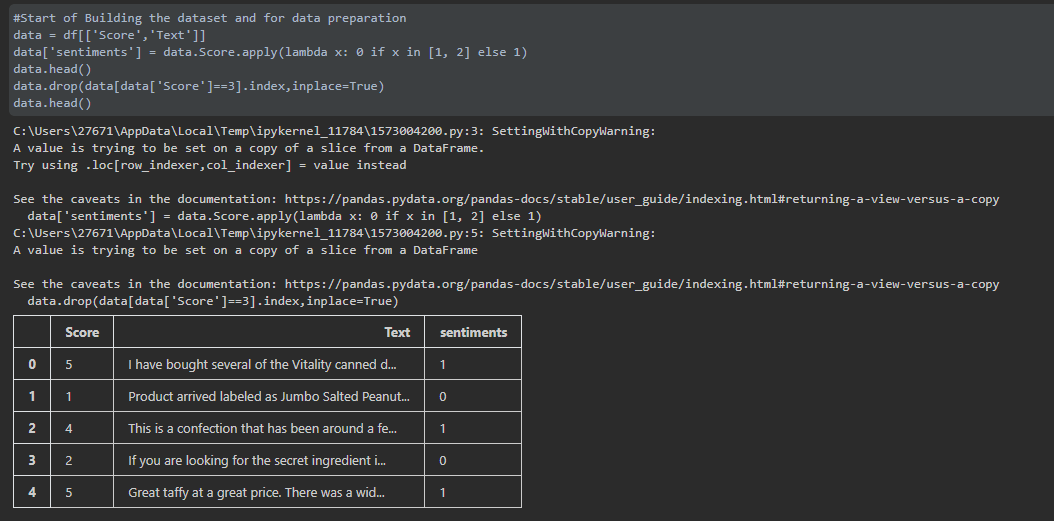 #Start of Building the dataset and for data preparation
data = df[['Score','Text']]
data['sentiments'] = data.Score.apply(lambda x: 0 if x in [1, 2] else 1)
data.head()
data.drop(data[data['Score']==3].index,inplace=True)
data.head()
C:\Users\27671\AppData\Local\Temp\ipykernel_11784\1573004200.py:3: SettingWithCopyWarning:
A value is trying to be set on a copy of a slice from a DataFrame.
Try using .loc[row_indexer,col_indexer] = value instead
See the caveats in the documentation: https://pandas.pydata.org/pandas-docs/stable/user_guide/indexing.html#returning-a-view-versus-a-copy
  data['sentiments'] = data.Score.apply(lambda x: 0 if x in [1, 2] else 1)
C:\Users\27671\AppData\Local\Temp\ipykernel_11784\1573004200.py:5: SettingWithCopyWarning:
A value is trying to be set on a copy of a slice from a DataFrame
See the caveats in the documentation: https://pandas.pydata.org/pandas-docs/stable/user_guide/indexing.html#returning-a-view-versus-a-copy
  data.drop(data[data['Score']==3].index,inplace=True)
Score Text sentiments
0 5 I have bought several of the Vitality canned d... 1
1 1 Product arrived labeled as Jumbo Salted Peanut... 0
2 4 This is a confection that has been around a fe... 1
3 2 If you are looking for the secret ingredient i... 0
4 5 Great taffy at a great price. There was a wid... 1